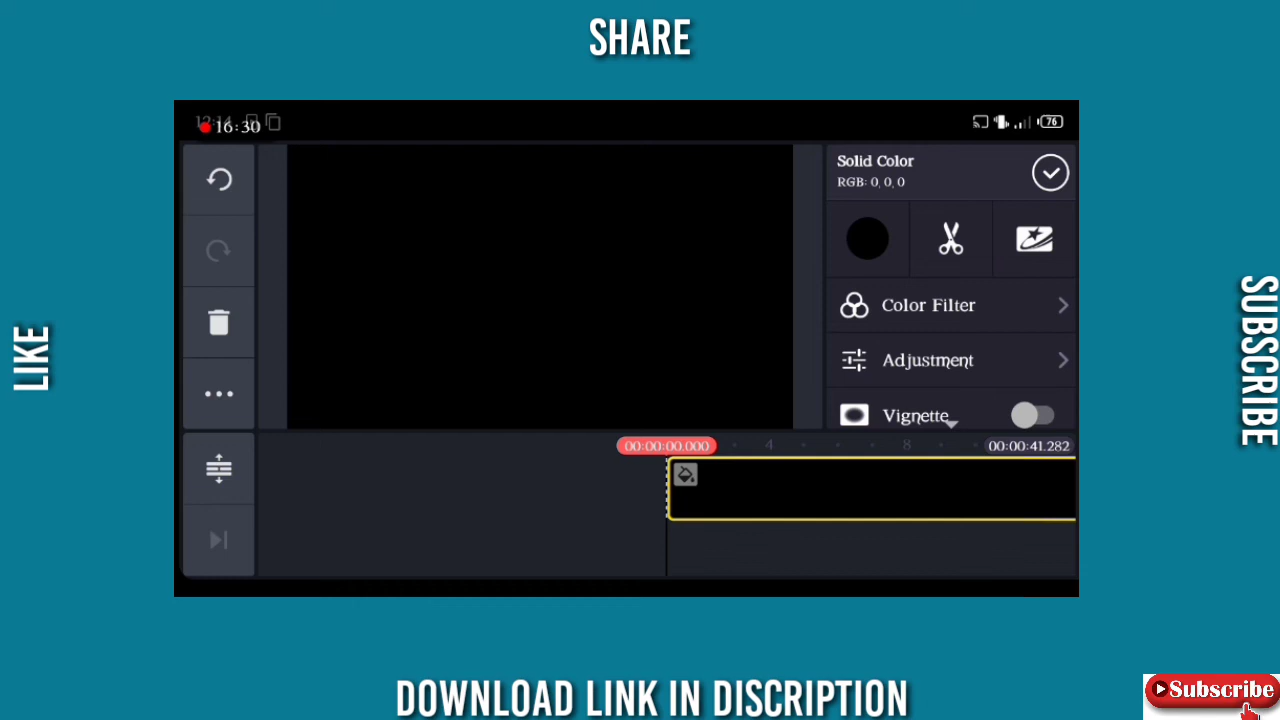 SHARE
16:30
76
Solid Color
RGB: 0, 0, 0
Color Filter
Adjustment
Vignette
00:00:00.000
4
8
00:00:41.282
LIKE
SUBSCRIBE
DOWNLOAD LINK IN DISCRIPTION
Subscribe